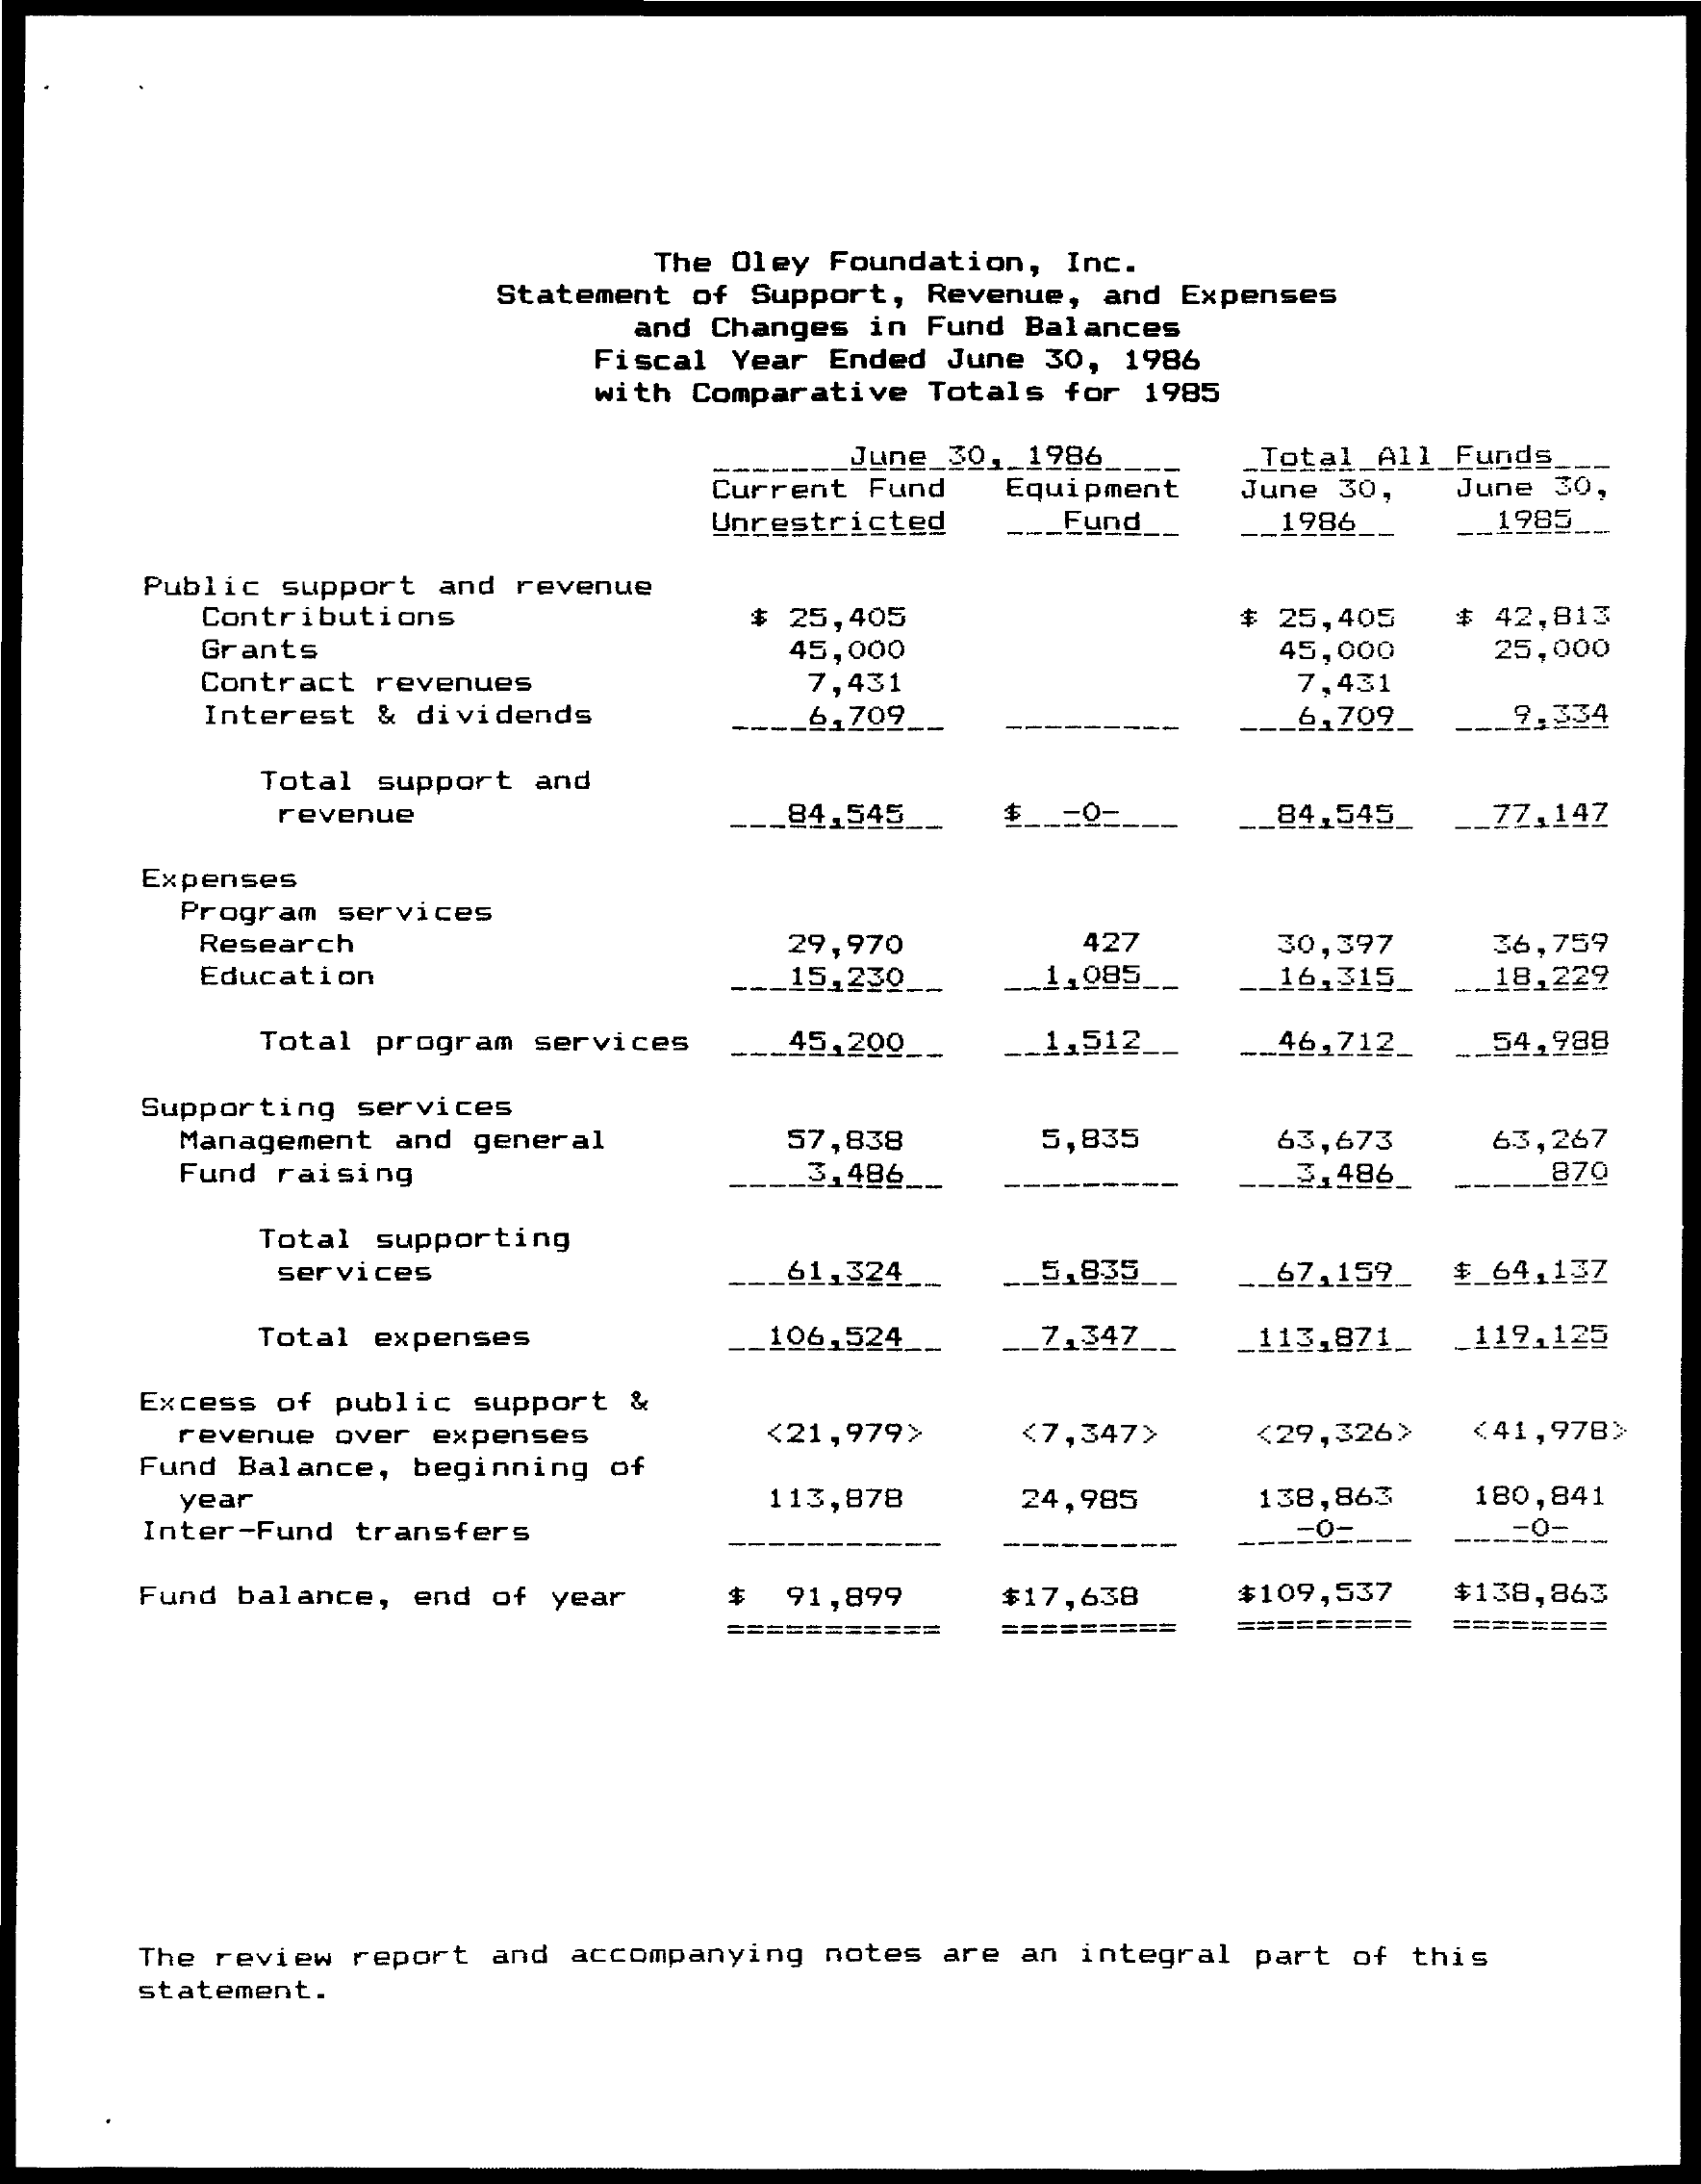 The Oley Foundation, Inc.
Statement of Support, Revenue, and Expenses
and Changes in Fund Balances
Fiscal Year Ended June 30, 1986
with Comparative Totals for 1985
June 30, 1986 Total All Funds
Current Fund Equipment June 30, June 30,
Unrestricted Fund 1986 1985
Public support and revenue
Contributions $ 25,405 $ 25,405 $ 42,813
Grants 45,000 45,000 25,000
Contract revenues 7,431 7,431
Interest & dividends 6,709 6,709 9,334
Total support and
revenue 84,545 $ -0- 84,545 77,147
Expenses
Program services
Research 29,970 427 30,397 36,759
Education 15,230 1,085 16,315 18,229
Total program services 45,200 1,512 46,712 54,988
Supporting services
Management and general 57,838 5,835 63,673 63,267
Fund raising 3,486 3,486 870
Total supporting
services 61,324 5,835 67,159 $ 64,137
Total expenses 106,524 7,347 113,871 119,125
Excess of public support &
revenue over expenses <21,979> <7,347> <29,326> <41,978>
Fund Balance, beginning of
year 113,878 24,985 138,863 180,841
Inter-Fund transfers -0- -0-
Fund balance, end of year $ 91,899 $17,638 $109,537 $138,863
The review report and accompanying notes are an integral part of this
statement.